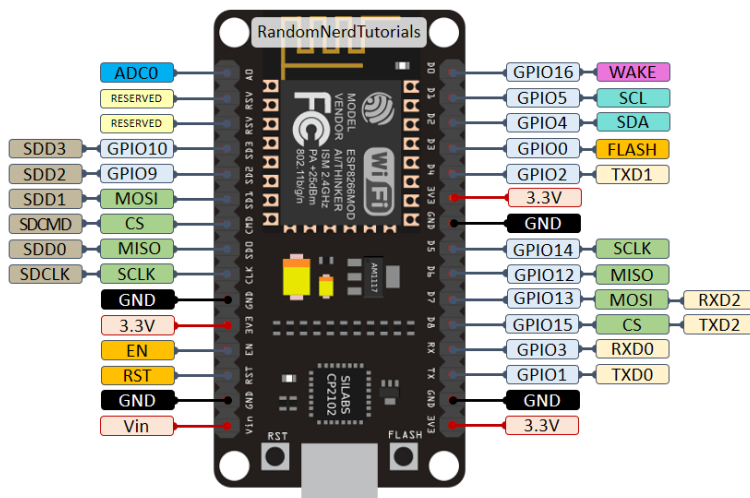 RandomNerdTutorials
ADC0
RESERVED
RESERVED
SDD3 GPIO10
SDD2 GPIO9
SDD1 MOSI
SDCMD CS
SDD0 MISO
SDCLK SCLK
GND
3.3V
EN
RST
GND
Vin
A0
RSV
RSV
SD3
SD2
SD1
CMD
SD0
CLK
GND
3V3
EN
RST
GND
Vin
MODEL ESP8266MOD
VENDOR AI/THINKER
ISM 2.4GHz
PA +25dBm
802.11b/g/n
FC
Wi Fi
AM1117
SILABS
CP2102
RST
FLASH
D0
D1
D2
D3
D4
3V3
GND
D5
D6
D7
D8
RX
TX
GND
3V3
GPIO16 WAKE
GPIO5 SCL
GPIO4 SDA
GPIO0 FLASH
GPIO2 TXD1
3.3V
GND
GPIO14 SCLK
GPIO12 MISO
GPIO13 MOSI RXD2
GPIO15 CS TXD2
GPIO3 RXD0
GPIO1 TXD0
GND
3.3V